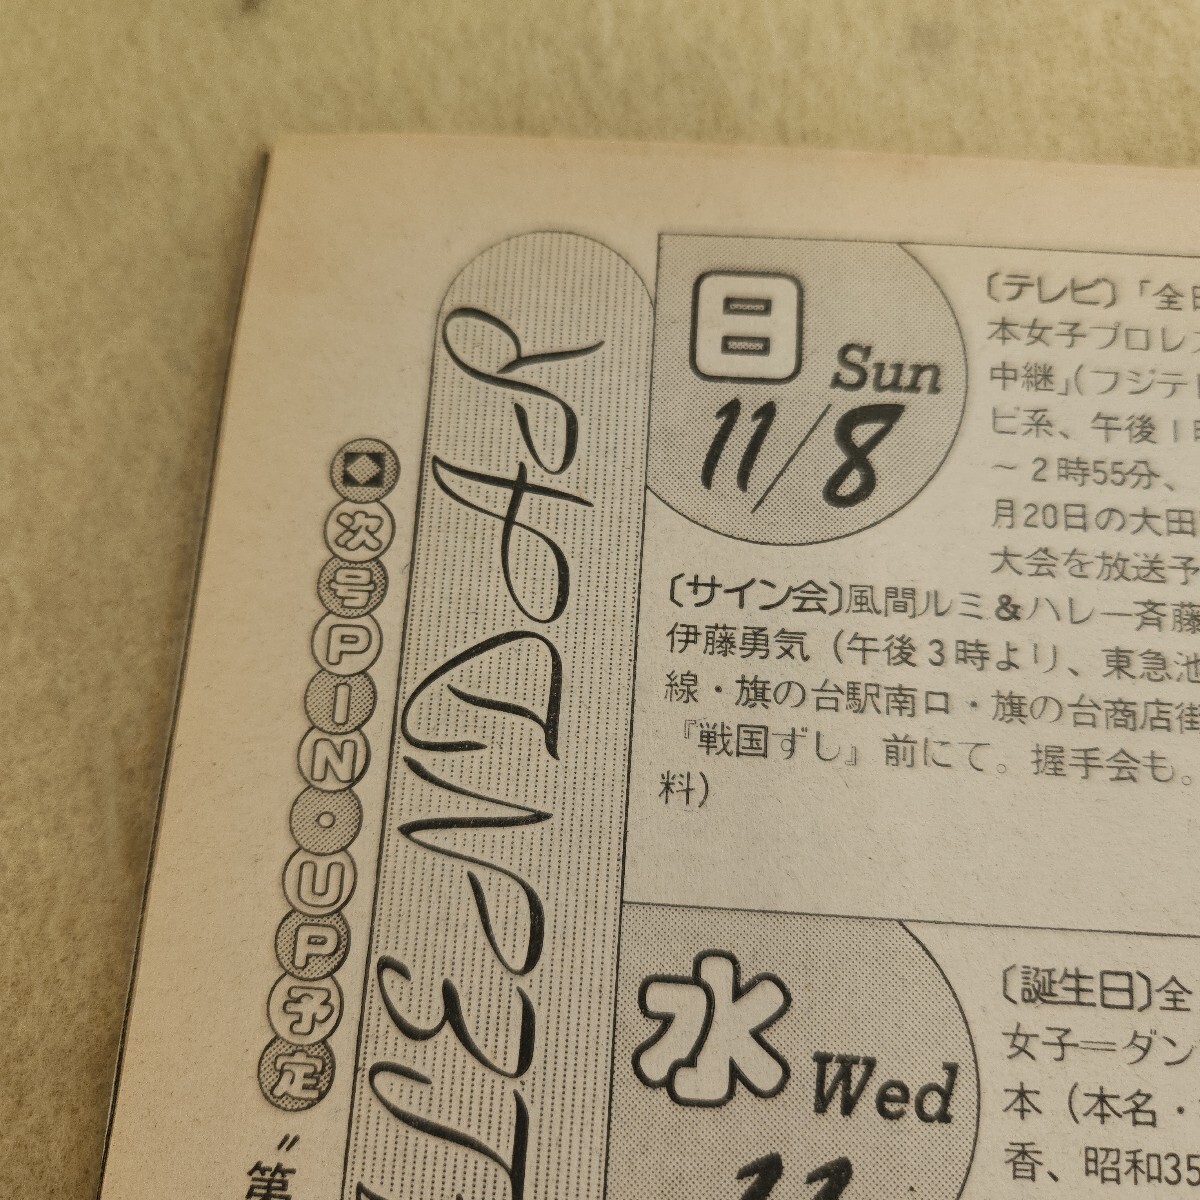 日 Sun
11/8
〔テレビ〕「全日
本女子プロレス
中継」（フジテレ
ビ系、午後1時
～2時55分、
月20日の大田
大会を放送予
〔サイン会〕風間ルミ＆ハレー斉藤
伊藤勇気（午後3時より、東急池
線・旗の台駅南口・旗の台商店街
『戦国ずし』前にて。握手会も。
料）
水 Wed
11
〔誕生日〕全
女子＝ダン
本（本名・
香、昭和35
◆次号PIN・UP予定
〝第